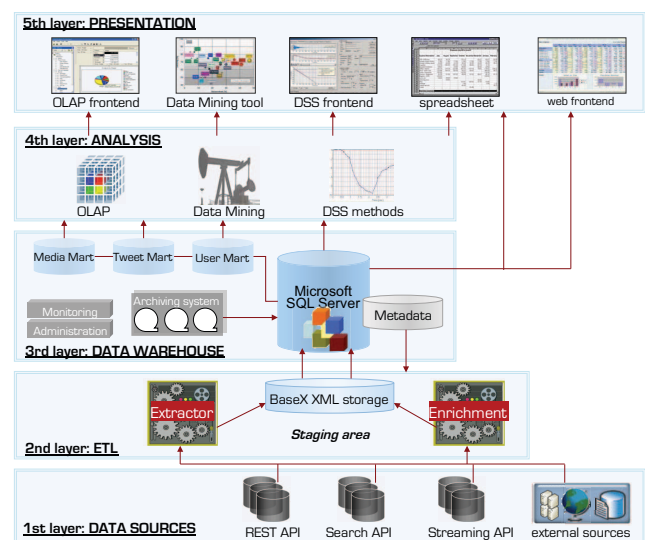 5th layer: PRESENTATION
OLAP frontend
Data Mining tool
DSS frontend
spreadsheet
web frontend
4th layer: ANALYSIS
OLAP
Data Mining
DSS methods
Media Mart
Tweet Mart
User Mart
Microsoft
SQL Server
Archiving system
Monitoring
Administration
Metadata
3rd layer: DATA WAREHOUSE
BaseX XML storage
Extractor
Enrichment
Staging area
2nd layer: ETL
REST API
Search API
Streaming API
external sources
1st layer: DATA SOURCES